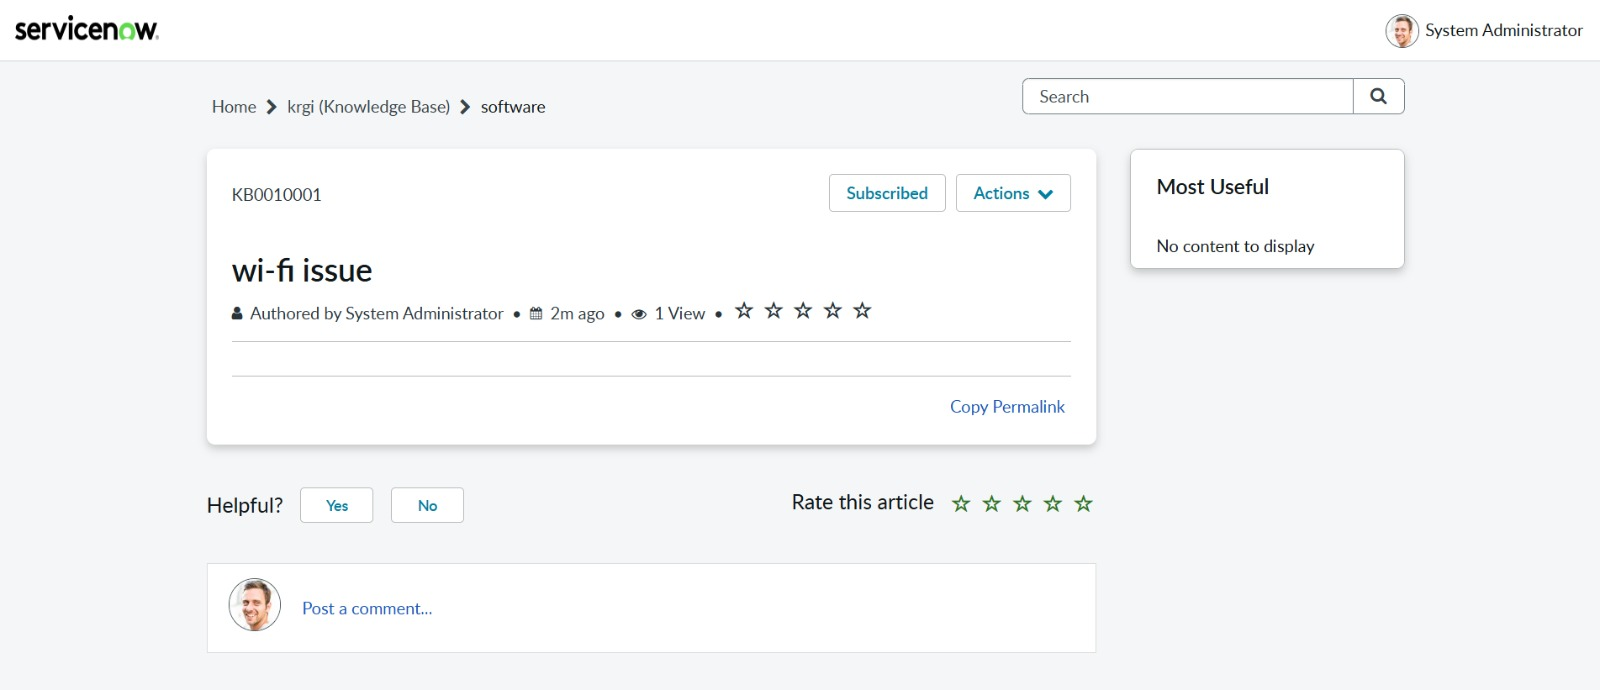 servicenow.
System Administrator
Home krgi (Knowledge Base) software
Search
KB0010001
Subscribed
Actions
Most Useful
No content to display
wi-fi issue
Authored by System Administrator • 2m ago • 1 View •
Copy Permalink
Helpful? Yes No
Rate this article
Post a comment...